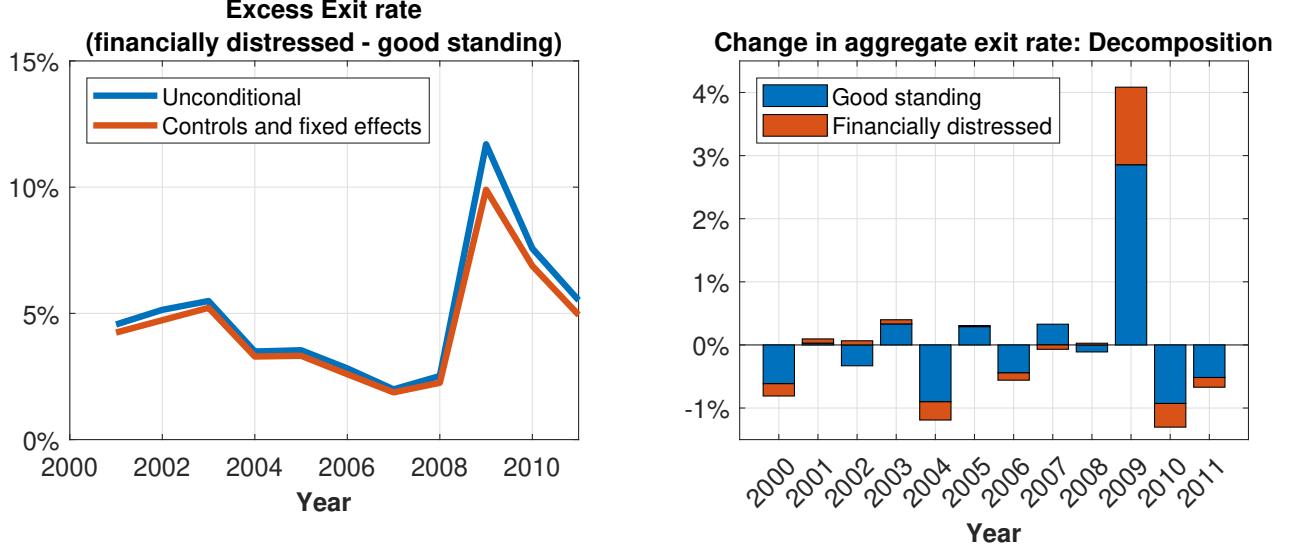 Excess Exit rate
(financially distressed - good standing)
15%
10%
5%
0%
Unconditional
Controls and fixed effects
2000 2002 2004 2006 2008 2010
Year
Change in aggregate exit rate: Decomposition
4%
3%
2%
1%
0%
-1%
Good standing
Financially distressed
2000 2001 2002 2003 2004 2005 2006 2007 2008 2009 2010 2011
Year